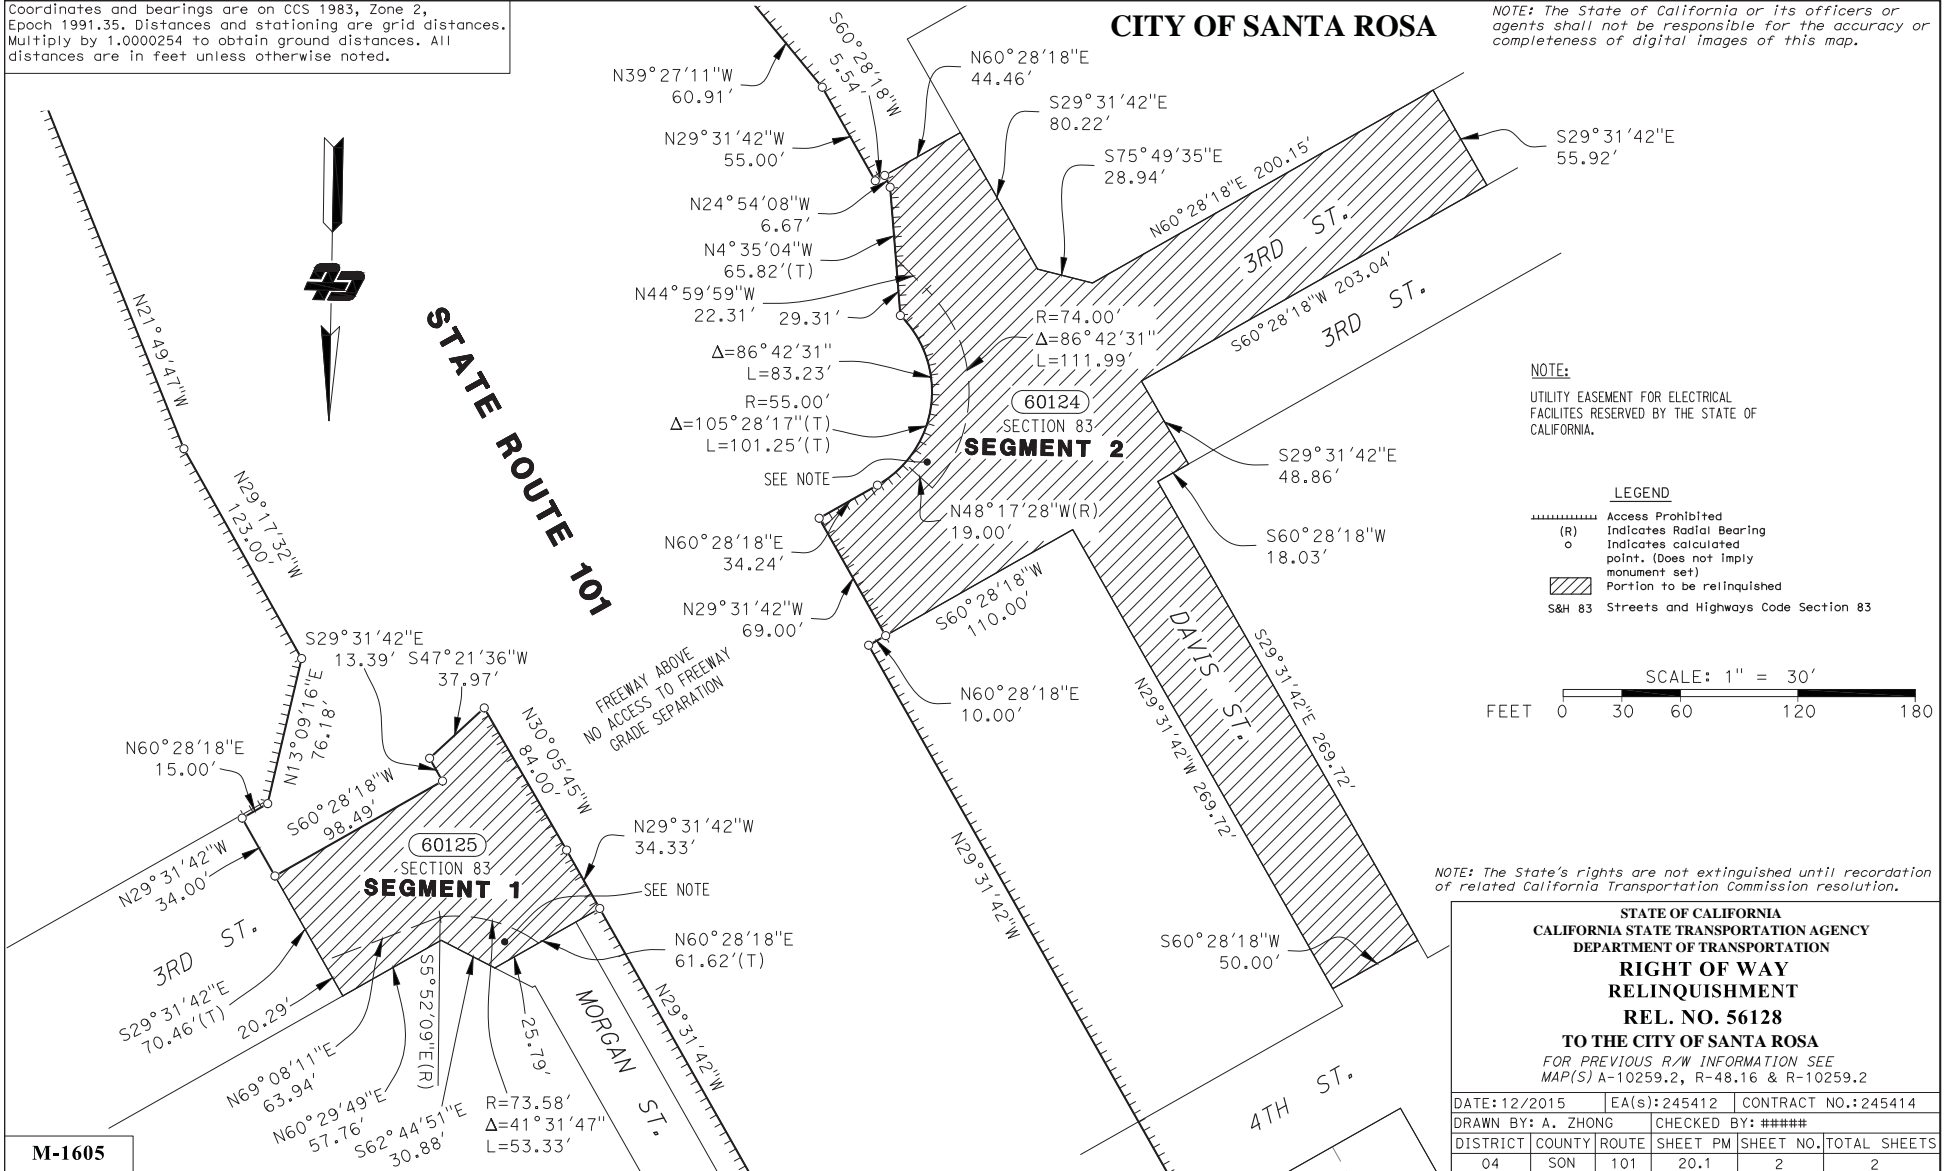 Coordinates and bearings are on CCS 1983, Zone 2,
Epoch 1991.35. Distances and stationing are grid distances.
Multiply by 1.0000254 to obtain ground distances. All
distances are in feet unless otherwise noted.
CITY OF SANTA ROSA
NOTE: The State of California or its officers or
agents shall not be responsible for the accuracy or
completeness of digital images of this map.
N39°27'11"W
60.91'
S60°28'18"W
5.54'
N60°28'18"E
44.46'
S29°31'42"E
80.22'
S75°49'35"E
28.94'
S29°31'42"E
55.92'
N29°31'42"W
55.00'
N24°54'08"W
6.67'
N4°35'04"W
65.82'(T)
N44°59'59"W
22.31'
29.31'
Δ=86°42'31"
L=83.23'
R=55.00'
Δ=105°28'17"(T)
L=101.25'(T)
SEE NOTE
R=74.00'
Δ=86°42'31"
L=111.99'
60124
SECTION 83
SEGMENT 2
N60°28'18"E 200.15'
3RD ST.
S60°28'18"W 203.04'
3RD ST.
N21°49'47"W
STATE ROUTE 101
N29°17'32"W
123.00'
NOTE:
UTILITY EASEMENT FOR ELECTRICAL
FACILITES RESERVED BY THE STATE OF
CALIFORNIA.
S29°31'42"E
48.86'
N48°17'28"W(R)
19.00'
S60°28'18"W
18.03'
N60°28'18"E
34.24'
N29°31'42"W
69.00'
S60°28'18"W
110.00'
LEGEND
Access Prohibited
(R) Indicates Radial Bearing
o Indicates calculated
point. (Does not imply
monument set)
Portion to be relinquished
S&H 83 Streets and Highways Code Section 83
SCALE: 1" = 30'
FEET 0 30 60 120 180
S29°31'42"E
13.39'
S47°21'36"W
37.97'
FREEWAY ABOVE
NO ACCESS TO FREEWAY
GRADE SEPARATION
N60°28'18"E
10.00'
DAVIS ST.
S29°31'42"E 269.72'
N29°31'42"W 269.72'
N13°09'16"E
76.18'
N60°28'18"E
15.00'
S60°28'18"W
98.49'
N30°05'45"W
84.00'
60125
SECTION 83
SEGMENT 1
N29°31'42"W
34.33'
SEE NOTE
N29°31'42"W
34.00'
3RD ST.
S29°31'42"E
70.46'(T)
20.29'
N60°28'18"E
61.62'(T)
N29°31'42"W
S60°28'18"W
50.00'
N69°08'11"E
63.94'
N60°29'49"E
57.76'
S5°52'09"E(R)
S62°44'51"E
30.88'
R=73.58'
Δ=41°31'47"
L=53.33'
25.79'
MORGAN ST.
N29°31'42"W
4TH ST.
NOTE: The State's rights are not extinguished until recordation
of related California Transportation Commission resolution.
STATE OF CALIFORNIA
CALIFORNIA STATE TRANSPORTATION AGENCY
DEPARTMENT OF TRANSPORTATION
RIGHT OF WAY
RELINQUISHMENT
REL. NO. 56128
TO THE CITY OF SANTA ROSA
FOR PREVIOUS R/W INFORMATION SEE
MAP(S) A-10259.2, R-48.16 & R-10259.2
DATE:12/2015 EA(s):245412 CONTRACT NO.:245414
DRAWN BY: A. ZHONG CHECKED BY: #####
DISTRICT COUNTY ROUTE SHEET PM SHEET NO. TOTAL SHEETS
04 SON 101 20.1 2 2
M-1605